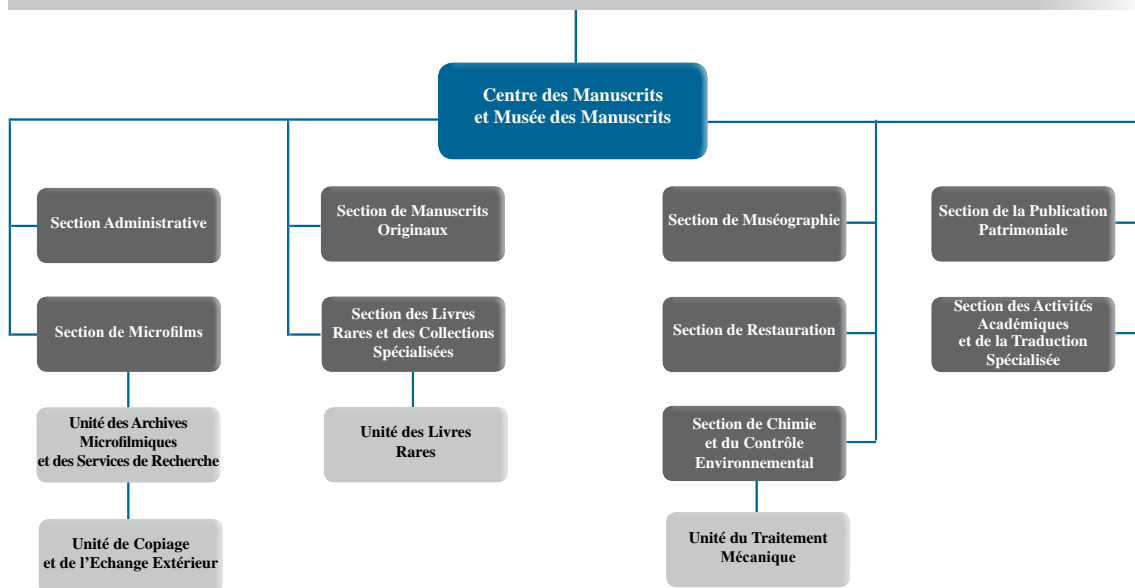 Centre des Manuscrits
et Musée des Manuscrits
Section Administrative
Section de Manuscrits
Originaux
Section de Muséographie
Section de la Publication
Patrimoniale
Section de Microfilms
Section des Livres
Rares et des Collections
Spécialisées
Section de Restauration
Section des Activités
Académiques
et de la Traduction
Spécialisée
Unité des Archives
Microfilmiques
et des Services de Recherche
Unité des Livres
Rares
Section de Chimie
et du Contrôle
Environnemental
Unité de Copiage
et de l’Echange Extérieur
Unité du Traitement
Mécanique